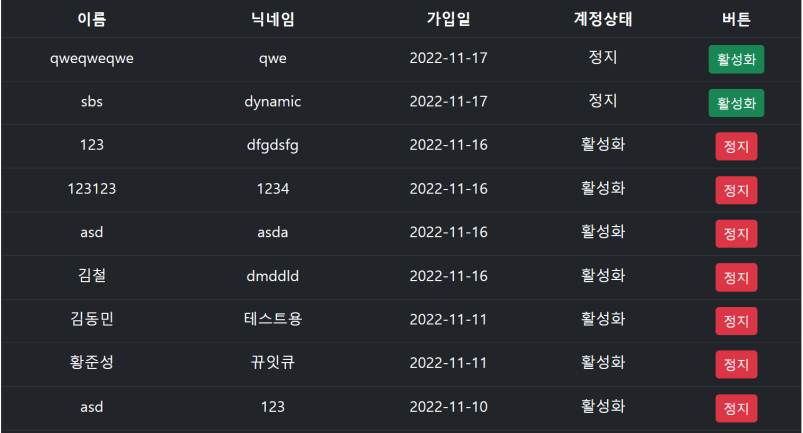 이름 닉네임 가입일 계정상태 버튼
qweqweqwe qwe 2022-11-17 정지 활성화
sbs dynamic 2022-11-17 정지 활성화
123 dfgdsfg 2022-11-16 활성화 정지
123123 1234 2022-11-16 활성화 정지
asd asda 2022-11-16 활성화 정지
김철 dmddld 2022-11-16 활성화 정지
김동민 테스트용 2022-11-11 활성화 정지
황준성 뀨잇큐 2022-11-11 활성화 정지
asd 123 2022-11-10 활성화 정지